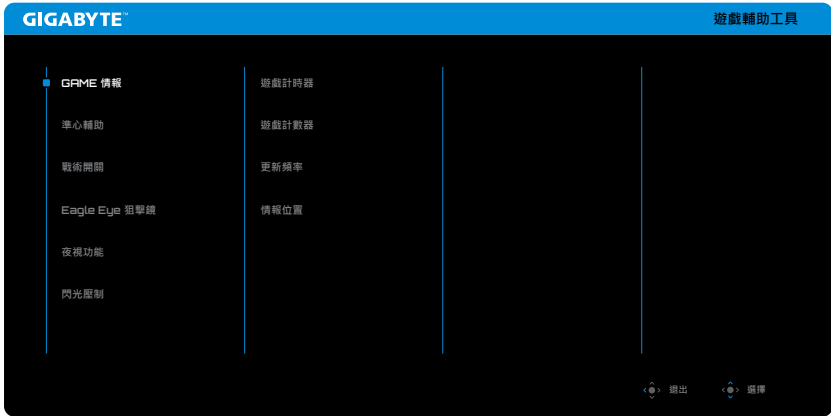 GIGABYTE™
遊戲輔助工具
GAME 情報
準心輔助
戰術開關
Eagle Eye 狙擊鏡
夜視功能
閃光壓制
遊戲計時器
遊戲計數器
更新頻率
情報位置
退出
選擇